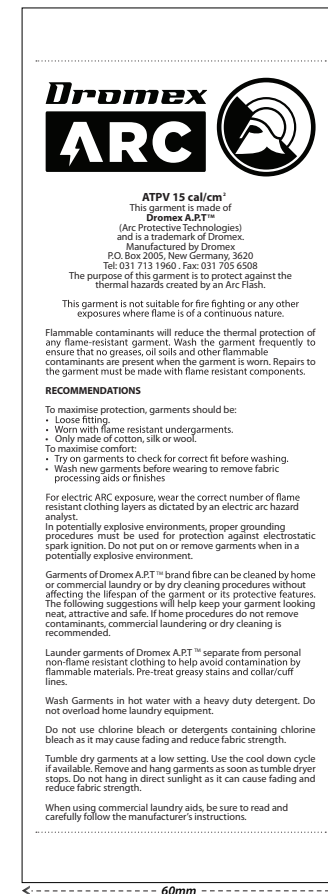 Dromex
ARC
ATPV 15 cal/cm²
This garment is made of
Dromex A.P.T™
(Arc Protective Technologies)
and is a trademark of Dromex.
Manufactured by Dromex
P.O. Box 2005, New Germany, 3620
Tel: 031 713 1960 . Fax: 031 705 6508
The purpose of this garment is to protect against the
thermal hazards created by an Arc Flash.
This garment is not suitable for fire fighting or any other
exposures where flame is of a continuous nature.
Flammable contaminants will reduce the thermal protection of
any flame-resistant garment. Wash the garment frequently to
ensure that no greases, oil soils and other flammable
contaminants are present when the garment is worn. Repairs to
the garment must be made with flame resistant components.
RECOMMENDATIONS
To maximise protection, garments should be:
• Loose fitting.
• Worn with flame resistant undergarments.
• Only made of cotton, silk or wool.
To maximise comfort:
• Try on garments to check for correct fit before washing.
• Wash new garments before wearing to remove fabric
processing aids or finishes
For electric ARC exposure, wear the correct number of flame
resistant clothing layers as dictated by an electric arc hazard
analyst.
In potentially explosive environments, proper grounding
procedures must be used for protection against electrostatic
spark ignition. Do not put on or remove garments when in a
potentially explosive environment.
Garments of Dromex A.P.T ™ brand fibre can be cleaned by home
or commercial laundry or by dry cleaning procedures without
affecting the lifespan of the garment or its protective features.
The following suggestions will help keep your garment looking
neat, attractive and safe. If home procedures do not remove
contaminants, commercial laundering or dry cleaning is
recommended.
Launder garments of Dromex A.P.T ™ separate from personal
non-flame resistant clothing to help avoid contamination by
flammable materials. Pre-treat greasy stains and collar/cuff
lines.
Wash Garments in hot water with a heavy duty detergent. Do
not overload home laundry equipment.
Do not use chlorine bleach or detergents containing chlorine
bleach as it may cause fading and reduce fabric strength.
Tumble dry garments at a low setting. Use the cool down cycle
if available. Remove and hang garments as soon as tumble dryer
stops. Do not hang in direct sunlight as it can cause fading and
reduce fabric strength.
When using commercial laundry aids, be sure to read and
carefully follow the manufacturer's instructions.
60mm